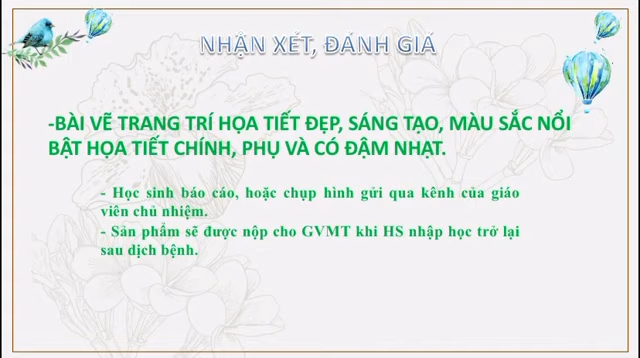 NHẬN XÉT, ĐÁNH GIÁ
-BÀI VẼ TRANG TRÍ HỌA TIẾT ĐẸP, SÁNG TẠO, MÀU SẮC NỔI
BẬT HỌA TIẾT CHÍNH, PHỤ VÀ CÓ ĐẬM NHẠT.
- Học sinh báo cáo, hoặc chụp hình gửi qua kênh của giáo
viên chủ nhiệm.
- Sản phẩm sẽ được nộp cho GVMT khi HS nhập học trở lại
sau dịch bệnh.